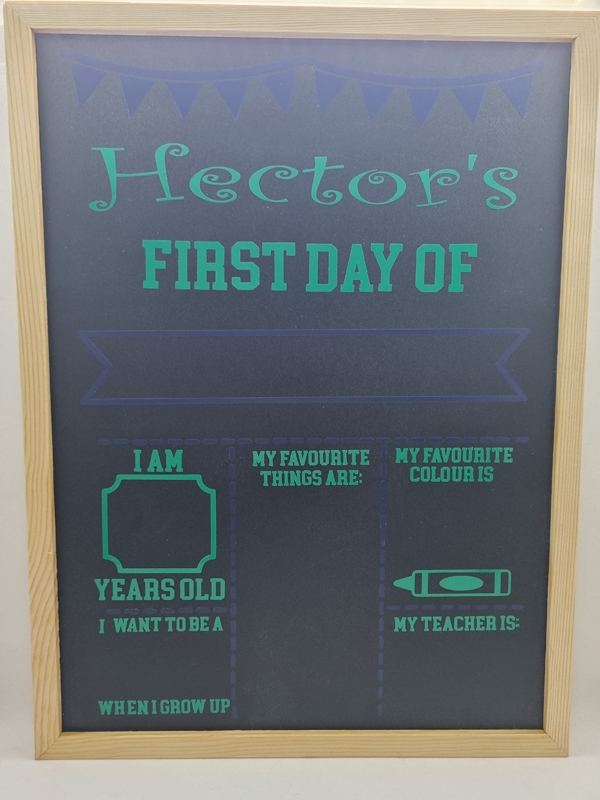 Hector's
FIRST DAY OF
I AM
YEARS OLD
I WANT TO BE A
WHEN I GROW UP
MY FAVOURITE
THINGS ARE:
MY FAVOURITE
COLOUR IS
MY TEACHER IS: